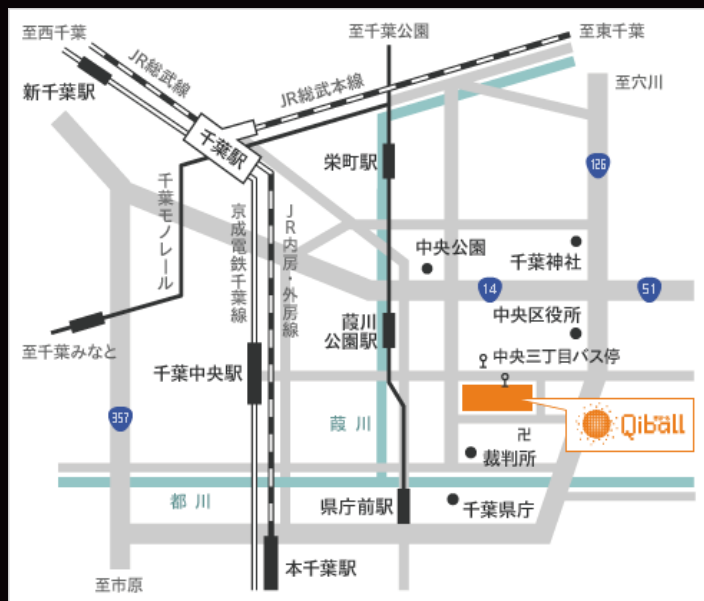 至西千葉
至千葉公園
至東千葉
JR総武線
JR総武本線
新千葉駅
至穴川
千葉駅
栄町駅
126
千葉モノレール
京成電鉄千葉線
JR内房・外房線
中央公園
千葉神社
14
51
葭川
公園駅
中央区役所
至千葉みなと
千葉中央駅
中央三丁目バス停
357
葭川
Qiball
卍
裁判所
都川
県庁前駅
千葉県庁
本千葉駅
至市原